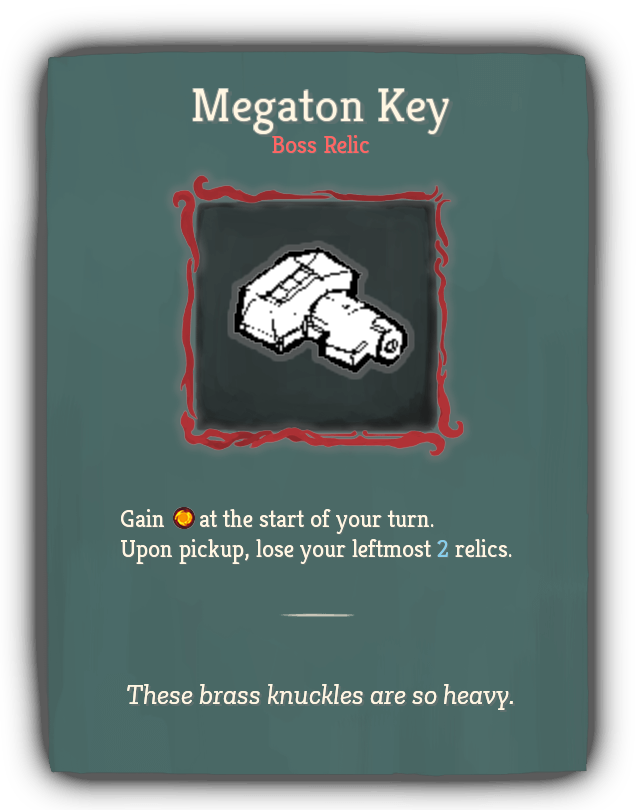 Megaton Key
Boss Relic
Gain at the start of your turn.
Upon pickup, lose your leftmost 2 relics.
These brass knuckles are so heavy.